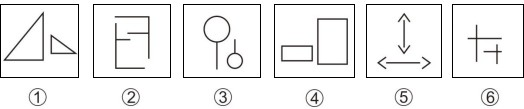 ① ② ③ ④ ⑤ ⑥